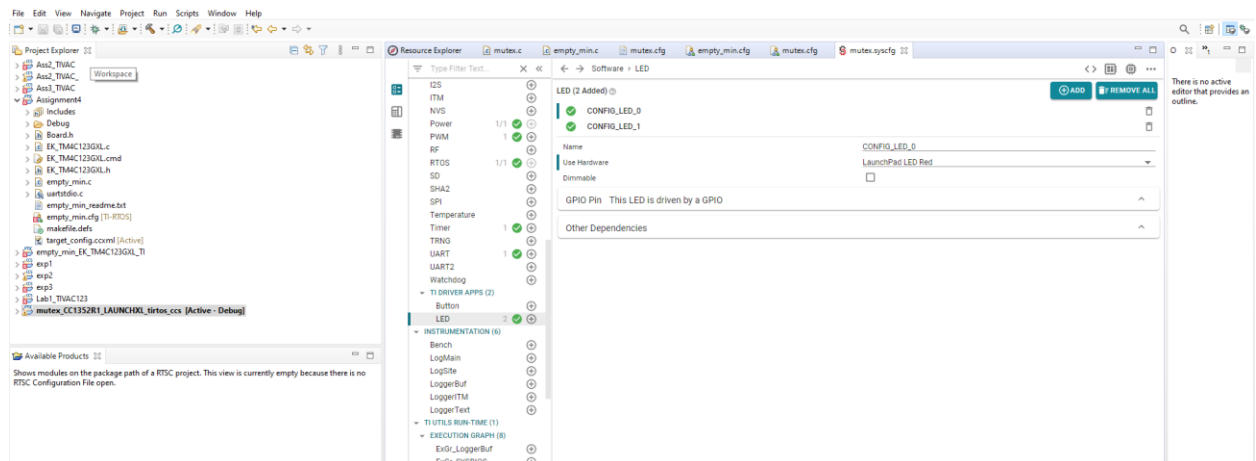 File Edit View Navigate Project Run Scripts Window Help
Project Explorer
Ass2_TIVAC
Ass2_TIVAC_
Workspace
Ass3_TIVAC
Assignment4
Includes
Debug
Board.h
EK_TM4C123GXL.c
EK_TM4C123GXL.cmd
EK_TM4C123GXL.h
empty_min.c
uartstdio.c
empty_min_readme.txt
empty_min.cfg [TI-RTOS]
makefile.defs
target_config.ccxml [Active]
empty_min_EK_TM4C123GXL_TI
exp1
exp2
exp3
Lab1_TIVAC123
mutex_CC1352R1_LAUNCHXL_tirtos_ccs [Active - Debug]
Available Products
Shows modules on the package path of a RTSC project. This view is currently empty because there is no
RTSC Configuration File open.
Resource Explorer mutex.c empty_min.c mutex.cfg empty_min.cfg mutex.cfg mutex.syscfg
Type Filter Text...
I2S
ITM
NVS
Power 1/1
PWM 1
RF
RTOS 1/1
SD
SHA2
SPI
Temperature
Timer 1
TRNG
UART 1
UART2
Watchdog
TI DRIVER APPS (2)
Button
LED 2
INSTRUMENTATION (6)
Bench
LogMain
LogSite
LoggerBuf
LoggerITM
LoggerText
TI UTILS RUN-TIME (1)
EXECUTION GRAPH (8)
ExGr_LoggerBuf
Software › LED
LED (2 Added)
ADD REMOVE ALL
CONFIG_LED_0
CONFIG_LED_1
Name CONFIG_LED_0
Use Hardware LaunchPad LED Red
Dimmable
GPIO Pin This LED is driven by a GPIO
Other Dependencies
There is no active
editor that provides an
outline.